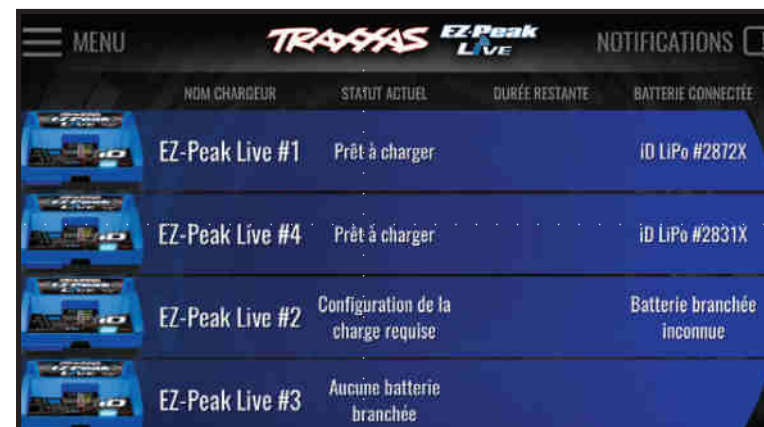 MENU
TRAXXAS
EZ-Peak
LIVE
NOTIFICATIONS
NOM CHARGEUR
STATUT ACTUEL
DURÉE RESTANTE
BATTERIE CONNECTÉE
EZ-Peak Live #1
Prêt à charger
iD LiPo #2872X
EZ-Peak Live #4
Prêt à charger
iD LiPo #2831X
EZ-Peak Live #2
Configuration de la
charge requise
Batterie branchée
inconnue
EZ-Peak Live #3
Aucune batterie
branchée